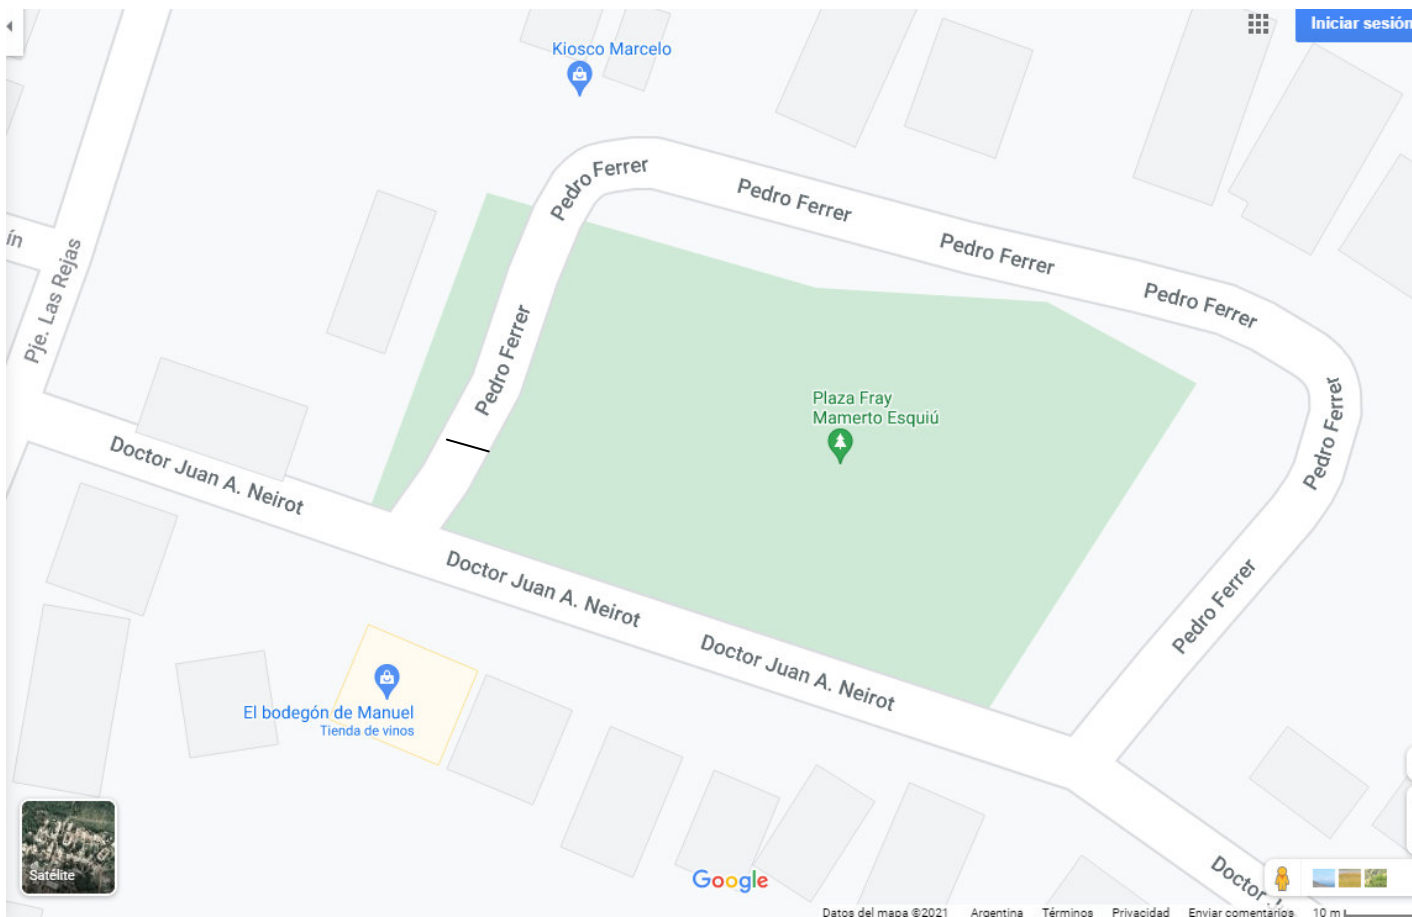 Iniciar sesión
Kiosco Marcelo
Pedro Ferrer
Pedro Ferrer
Pedro Ferrer
Pedro Ferrer
ín
Pje. Las Rejas
Pedro Ferrer
Pedro Ferrer
Plaza Fray
Mamerto Esquiú
Doctor Juan A. Neirot
Doctor Juan A. Neirot
Pedro Ferrer
Doctor Juan A. Neirot
El bodegón de Manuel
Tienda de vinos
Satélite
Google
Doctor J
Datos del mapa ©2021 Argentina Términos Privacidad Enviar comentarios 10 m